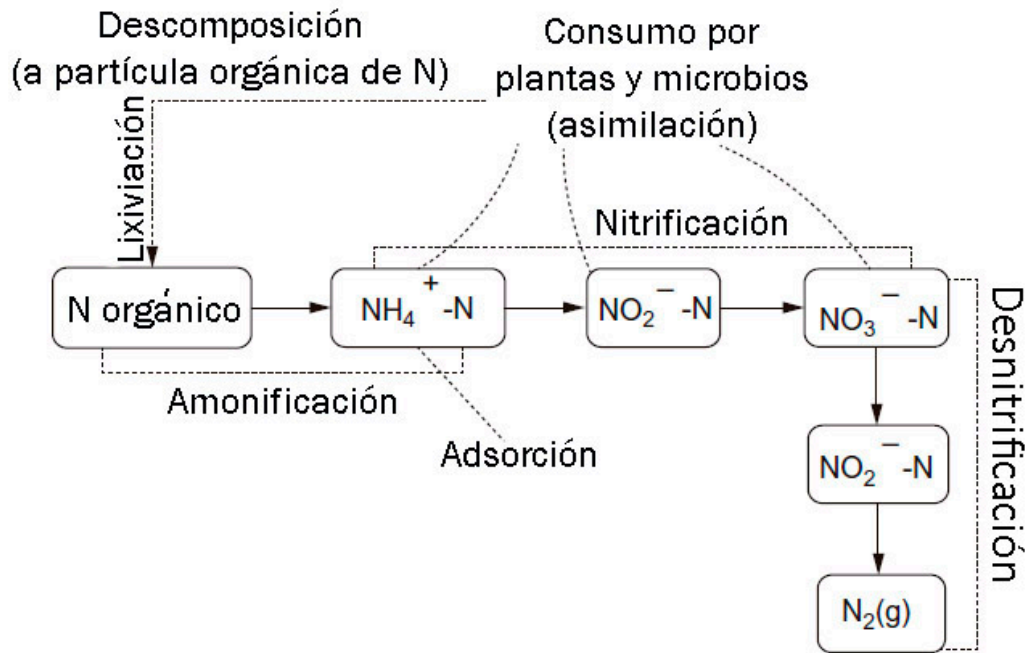 Descomposición
(a partícula orgánica de N)
Consumo por
plantas y microbios
(asimilación)
Lixiviación
Nitrificación
N orgánico
NH₄⁺-N
NO₂⁻-N
NO₃⁻-N
Amonificación
Adsorción
Desnitrificación
NO₂⁻-N
N₂(g)